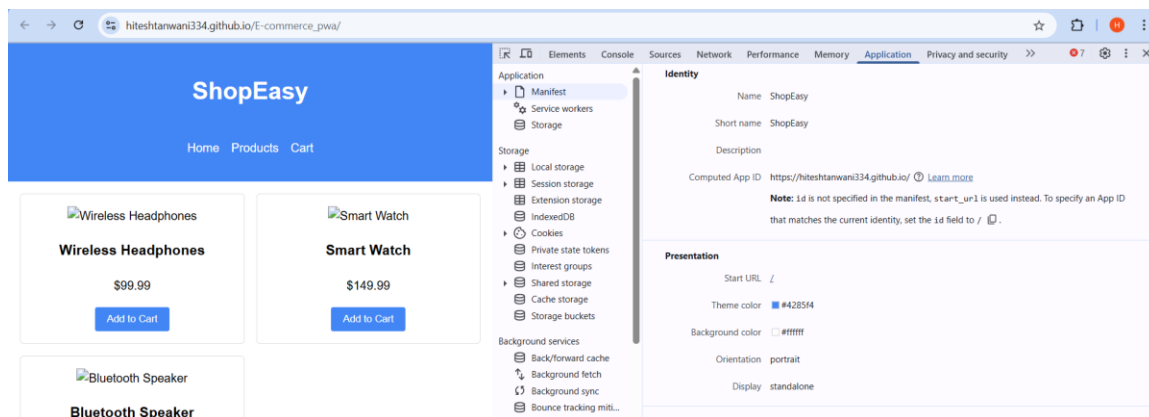 hiteshtanwani334.github.io/E-commerce_pwa/
H
ShopEasy
Home Products Cart
Wireless Headphones
Wireless Headphones
$99.99
Add to Cart
Smart Watch
Smart Watch
$149.99
Add to Cart
Bluetooth Speaker
Bluetooth Speaker
Elements Console Sources Network Performance Memory Application Privacy and security 7
Application
Manifest
Service workers
Storage
Storage
Local storage
Session storage
Extension storage
IndexedDB
Cookies
Private state tokens
Interest groups
Shared storage
Cache storage
Storage buckets
Background services
Back/forward cache
Background fetch
Background sync
Bounce tracking miti...
Identity
Name ShopEasy
Short name ShopEasy
Description
Computed App ID https://hiteshtanwani334.github.io/ Learn more
Note: id is not specified in the manifest, start_url is used instead. To specify an App ID
that matches the current identity, set the id field to / .
Presentation
Start URL /
Theme color #4285f4
Background color #ffffff
Orientation portrait
Display standalone